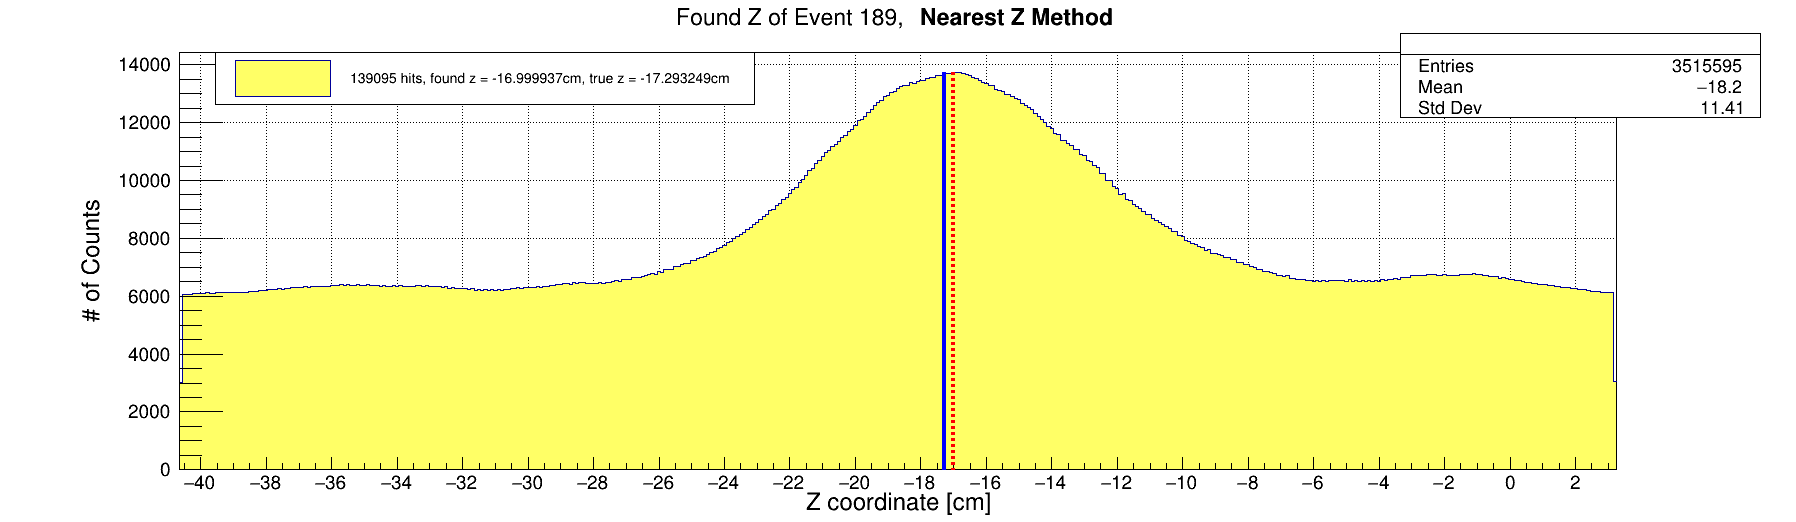 Found Z of Event 189, Nearest Z Method
139095 hits, found z = -16.999937cm, true z = -17.293249cm
Entries 3515595
Mean −18.2
Std Dev 11.41
14000
12000
10000
8000
6000
4000
2000
0
# of Counts
−40 −38 −36 −34 −32 −30 −28 −26 −24 −22 −20 −18 −16 −14 −12 −10 −8 −6 −4 −2 0 2
Z coordinate [cm]